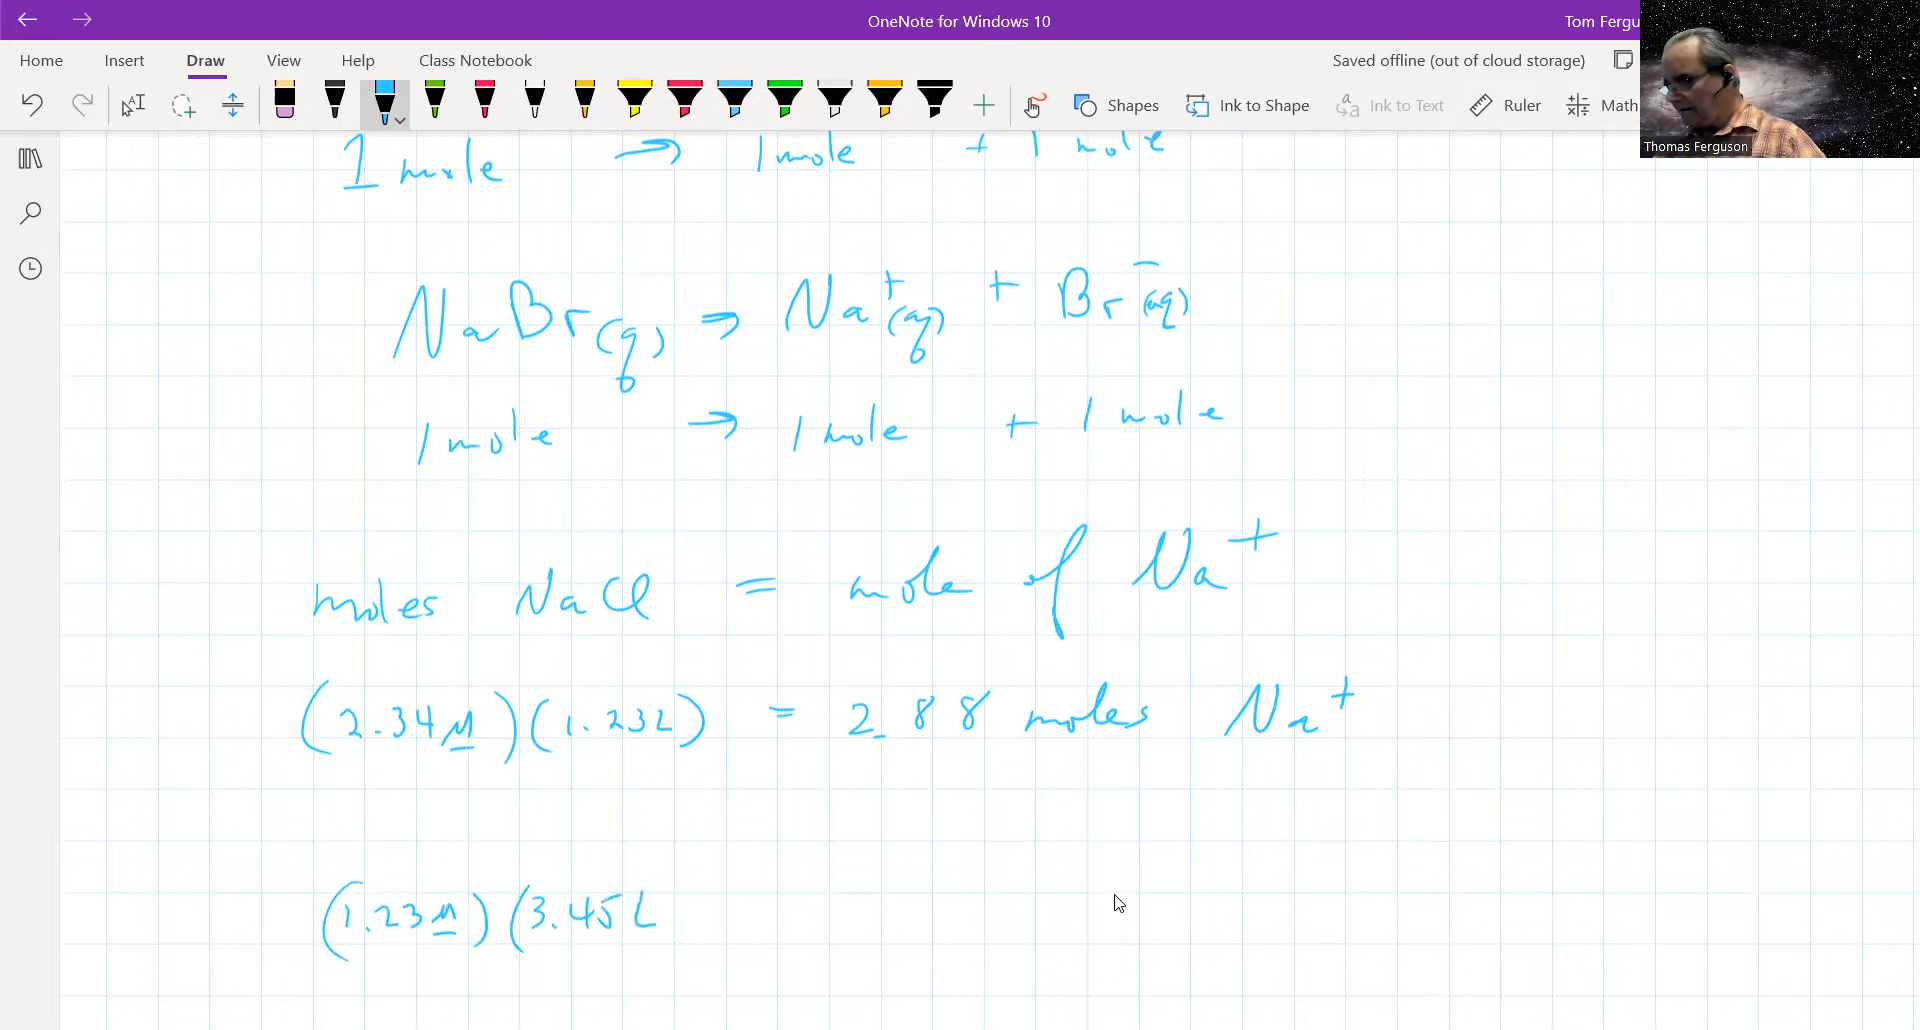 OneNote for Windows 10
Tom Fergu
Home Insert Draw View Help Class Notebook
Saved offline (out of cloud storage)
Shapes Ink to Shape Ink to Text Ruler Math
Thomas Ferguson
1 mole → 1 mole + 1 mole
NaBr(q) → Na⁺(aq) + Br⁻(aq)
1 mole → 1 mole + 1 mole
moles NaCl = mole of Na⁺
(2.34M)(1.23L) = 2.88 moles Na⁺
(1.23M)(3.45L